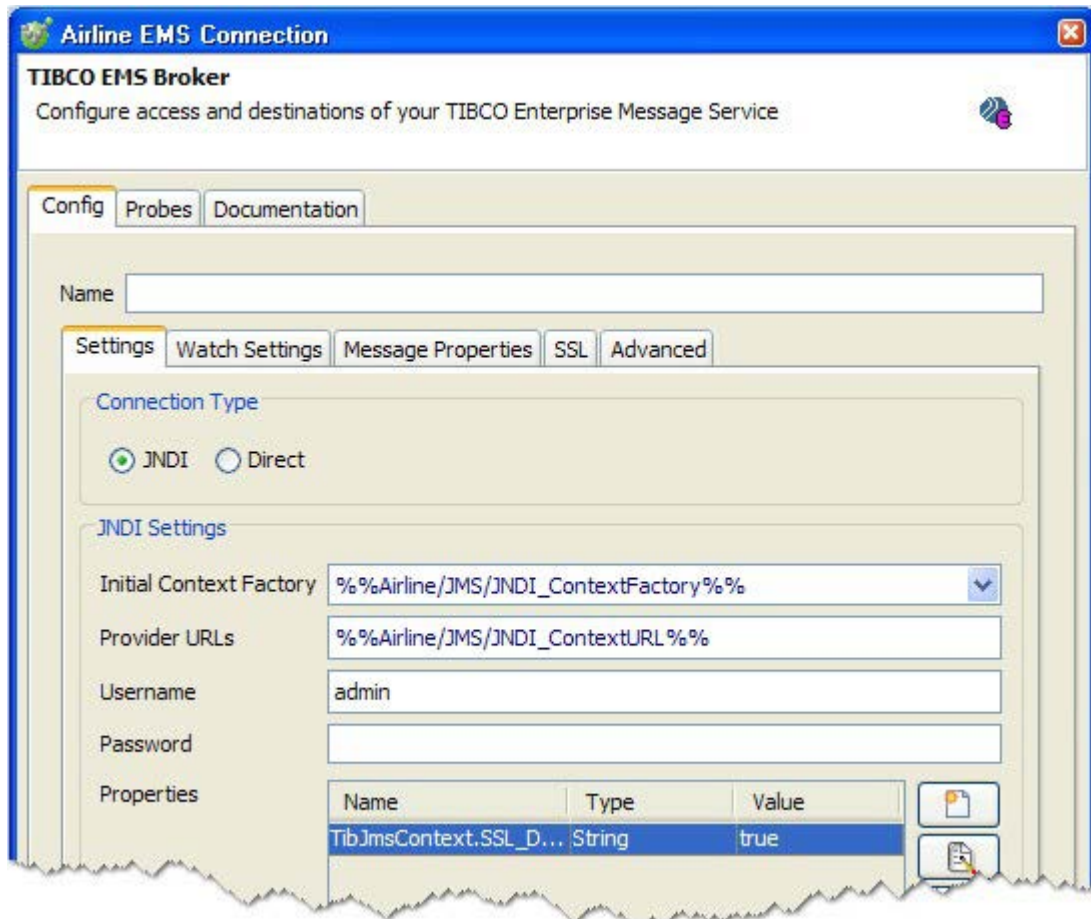 Airline EMS Connection
TIBCO EMS Broker
Configure access and destinations of your TIBCO Enterprise Message Service
Config Probes Documentation
Name
Settings Watch Settings Message Properties SSL Advanced
Connection Type
JNDI Direct
JNDI Settings
Initial Context Factory %%Airline/JMS/JNDI_ContextFactory%%
Provider URLs %%Airline/JMS/JNDI_ContextURL%%
Username admin
Password
Properties Name Type Value
TibJmsContext.SSL_D... String true